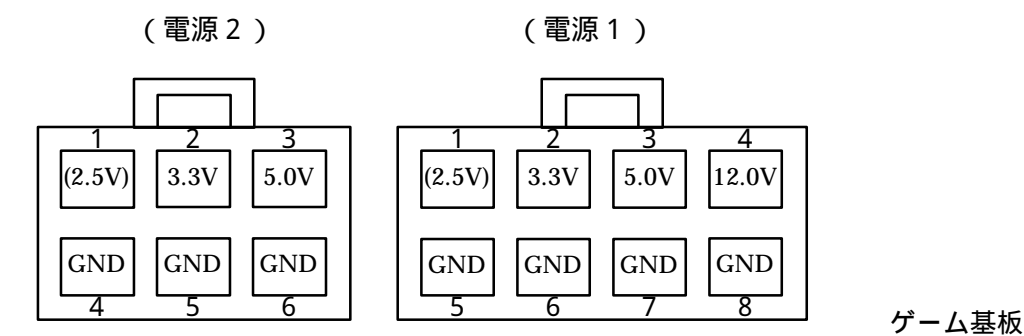 （電源２） （電源１）
1 2 3 1 2 3 4
(2.5V) 3.3V 5.0V (2.5V) 3.3V 5.0V 12.0V
GND GND GND GND GND GND GND
4 5 6 5 6 7 8
ゲーム基板